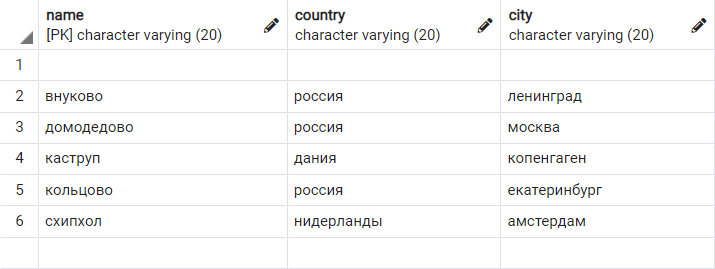 name country city
[PK] character varying (20) character varying (20) character varying (20)
1
2 внуково россия ленинград
3 домодедово россия москва
4 каструп дания копенгаген
5 кольцово россия екатеринбург
6 схипхол нидерланды амстердам